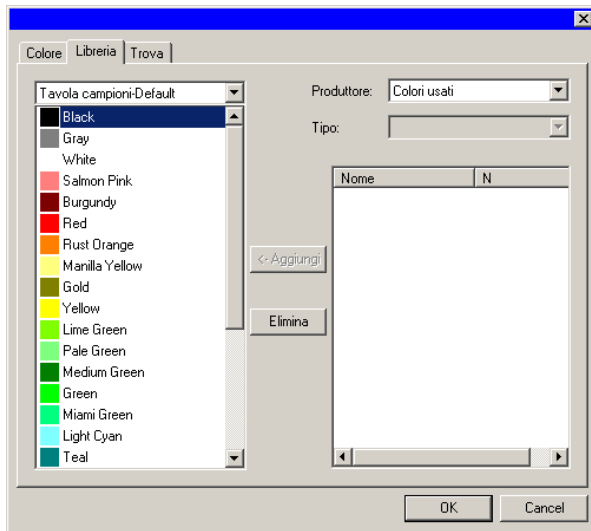 Colore Libreria Trova
Tavola campioni-Default
Black
Gray
White
Salmon Pink
Burgundy
Red
Rust Orange
Manilla Yellow
Gold
Yellow
Lime Green
Pale Green
Medium Green
Green
Miami Green
Light Cyan
Teal
<- Aggiungi
Elimina
Produttore: Colori usati
Tipo:
Nome N
OK Cancel